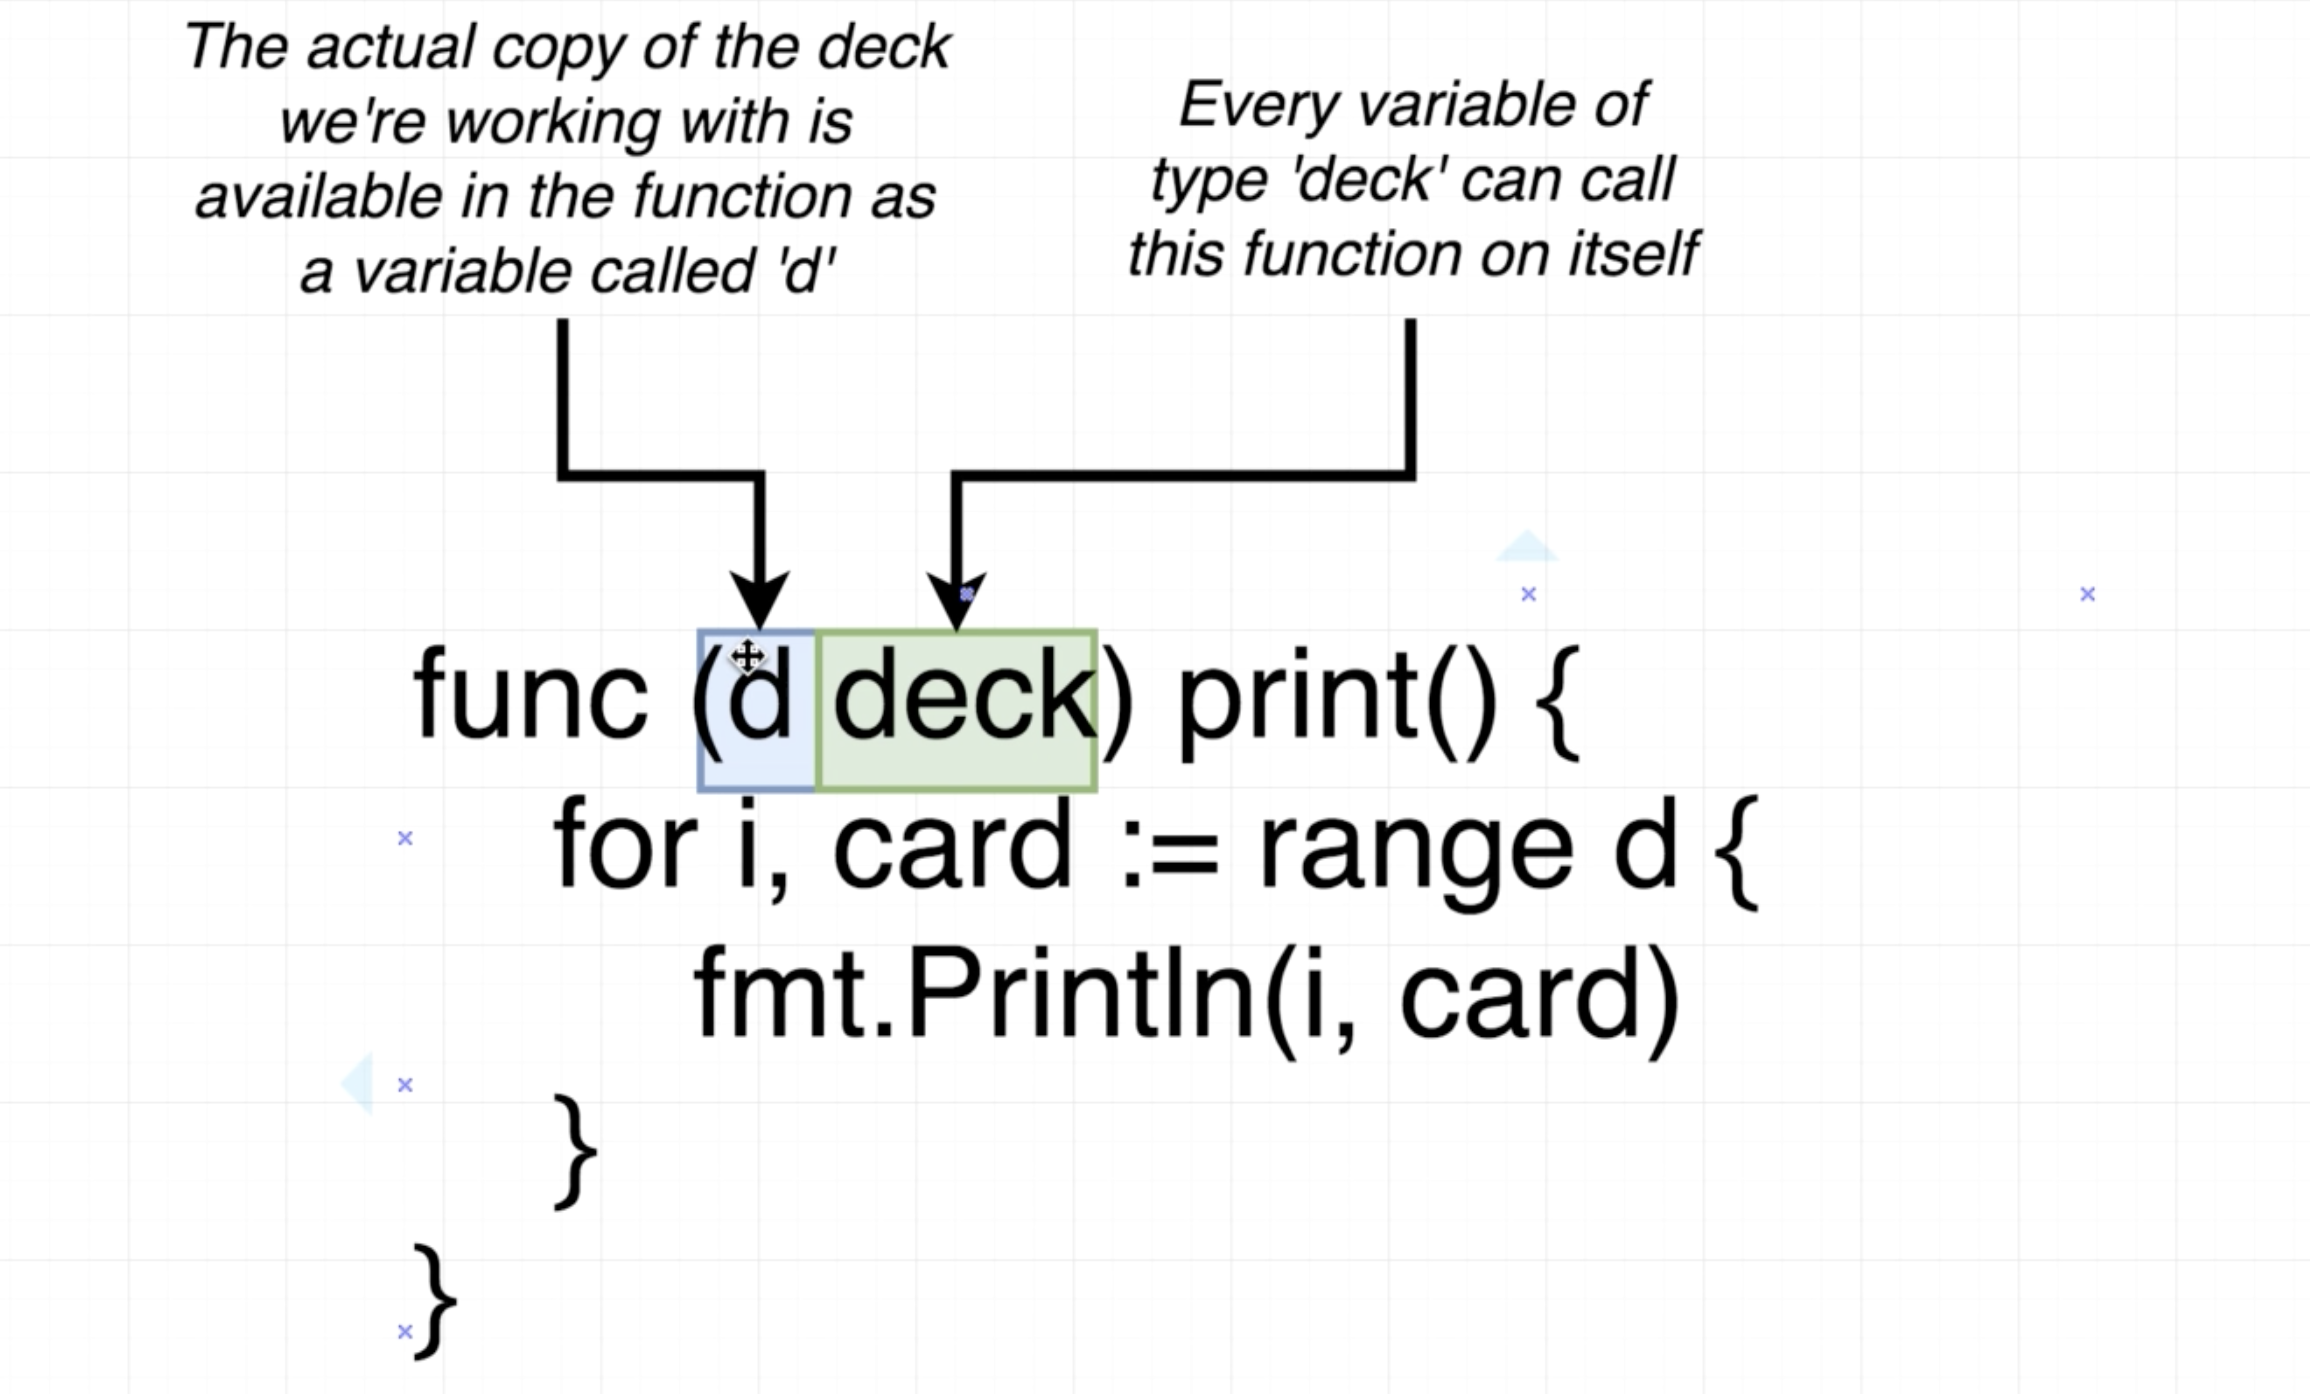 The actual copy of the deck
we're working with is
available in the function as
a variable called 'd'
Every variable of
type 'deck' can call
this function on itself
func (d deck) print() {
for i, card := range d {
fmt.Println(i, card)
}
}